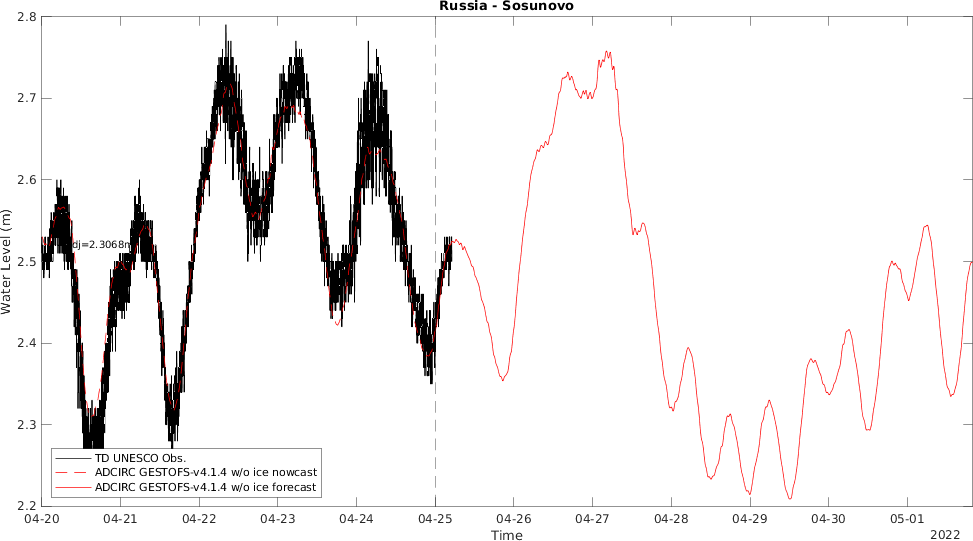 Russia - Sosunovo
2.8
2.7
2.6
2.5
2.4
2.3
2.2
Water Level (m)
dj=2.3068m
TD UNESCO Obs.
ADCIRC GESTOFS-v4.1.4 w/o ice nowcast
ADCIRC GESTOFS-v4.1.4 w/o ice forecast
04-20 04-21 04-22 04-23 04-24 04-25 04-26 04-27 04-28 04-29 04-30 05-01
Time
2022